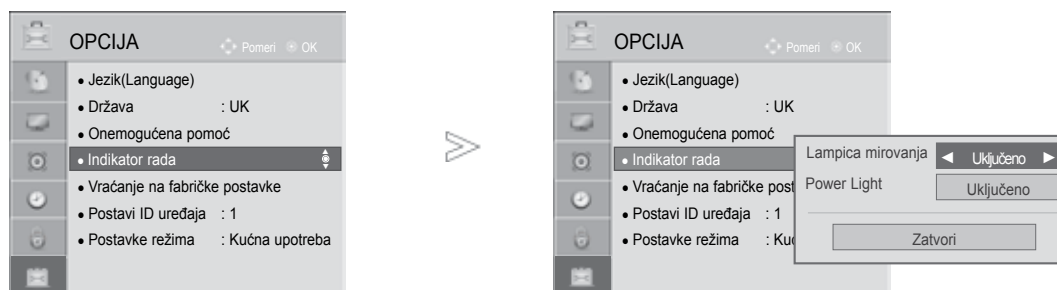 OPCIJA
Pomeri OK
● Jezik(Language)
● Država : UK
● Onemogućena pomoć
● Indikator rada
● Vraćanje na fabričke postavke
● Postavi ID uređaja : 1
● Postavke režima : Kućna upotreba
OPCIJA
Pomeri OK
● Jezik(Language)
● Država : UK
● Onemogućena pomoć
● Indikator rada
● Vraćanje na fabričke post
● Postavi ID uređaja : 1
● Postavke režima : Kuć
Lampica mirovanja ◄ Uključeno ►
Power Light Uključeno
Zatvori